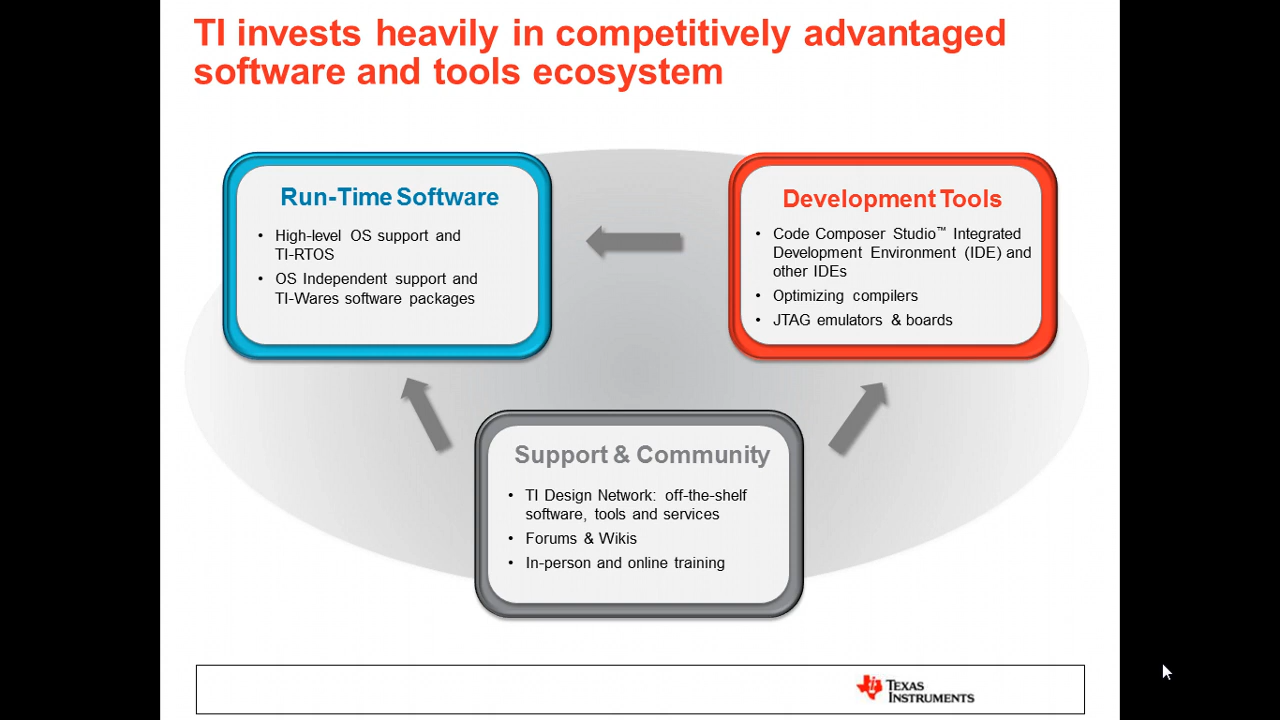 TI invests heavily in competitively advantaged
software and tools ecosystem
Run-Time Software
• High-level OS support and
TI-RTOS
• OS Independent support and
TI-Wares software packages
Development Tools
• Code Composer Studio™ Integrated
Development Environment (IDE) and
other IDEs
• Optimizing compilers
• JTAG emulators & boards
Support & Community
• TI Design Network: off-the-shelf
software, tools and services
• Forums & Wikis
• In-person and online training
TEXAS
INSTRUMENTS